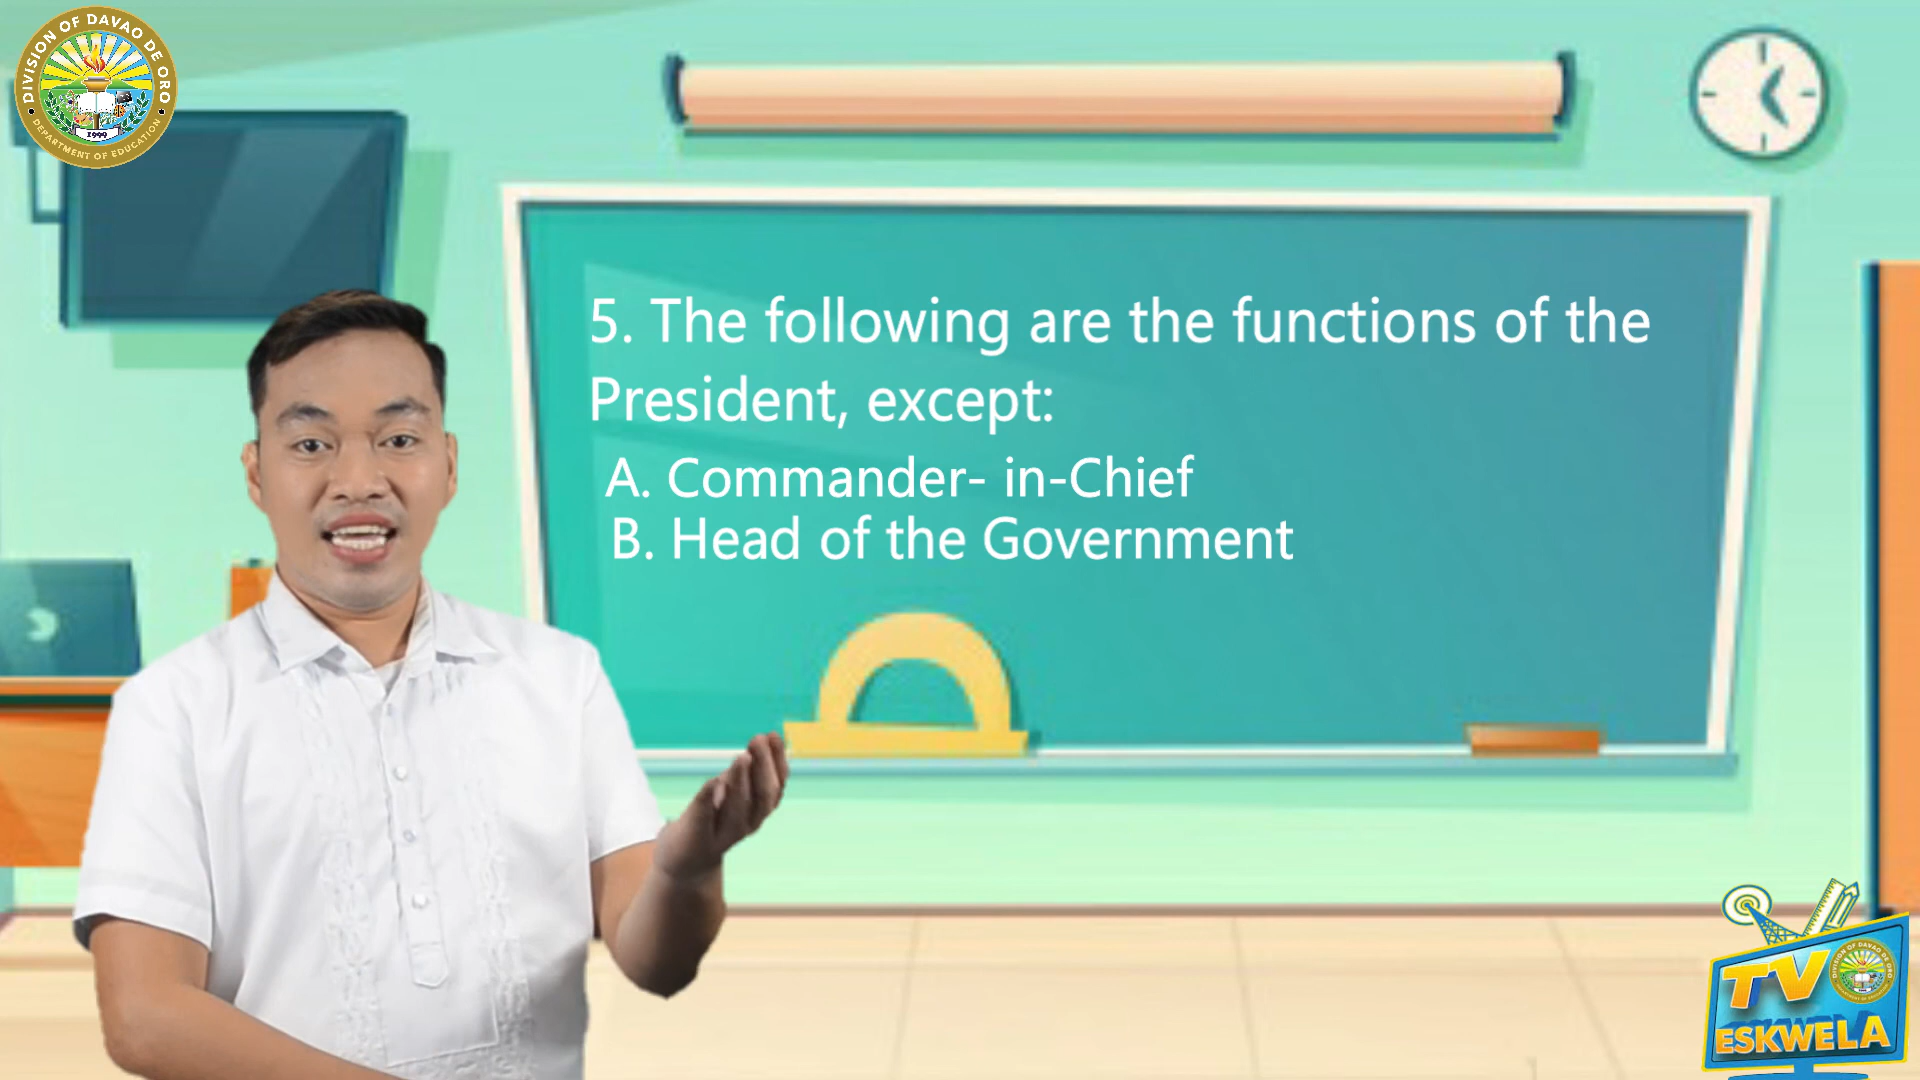 DIVISION OF DAVAO DE ORO
1999
DEPARTMENT OF EDUCATION
5. The following are the functions of the
President, except:
A. Commander- in-Chief
B. Head of the Government
TV
ESKWELA